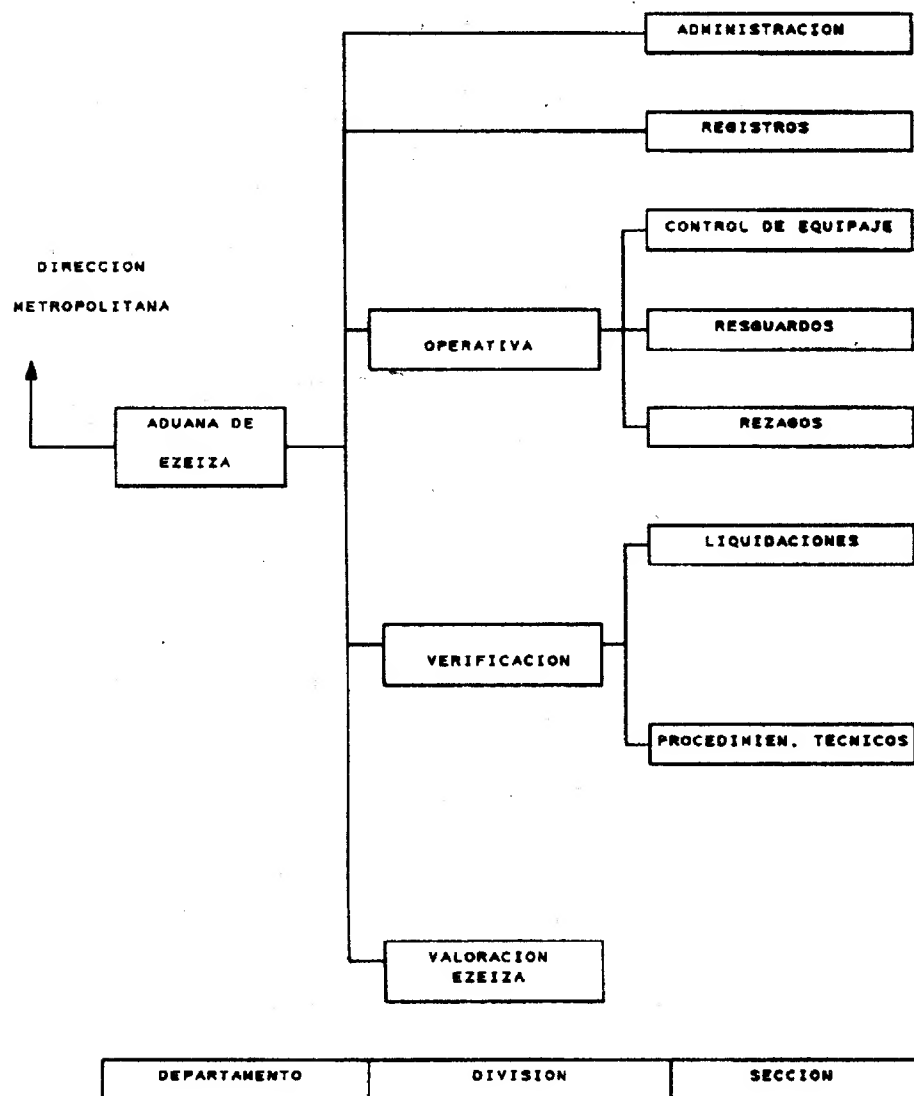 ADMINISTRACION
REGISTROS
CONTROL DE EQUIPAJE
DIRECCION
METROPOLITANA
OPERATIVA
RESGUARDOS
ADUANA DE
EZEIZA
REZAGOS
LIQUIDACIONES
VERIFICACION
PROCEDIMIEN. TECNICOS
VALORACION
EZEIZA
DEPARTAMENTO DIVISION SECCION